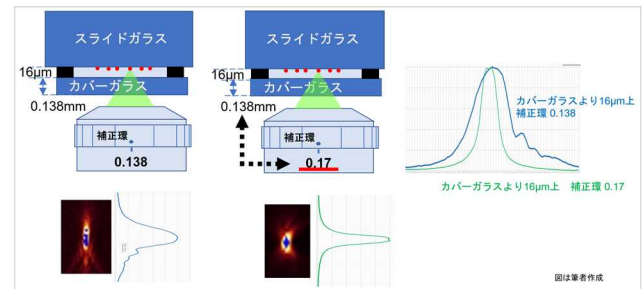 スライドガラス
16μm
カバーガラス
0.138mm
補正環
0.138
スライドガラス
16μm
カバーガラス
0.138mm
補正環
0.17
カバーガラスより16μm上
補正環 0.138
カバーガラスより16μm上 補正環 0.17
図は筆者作成